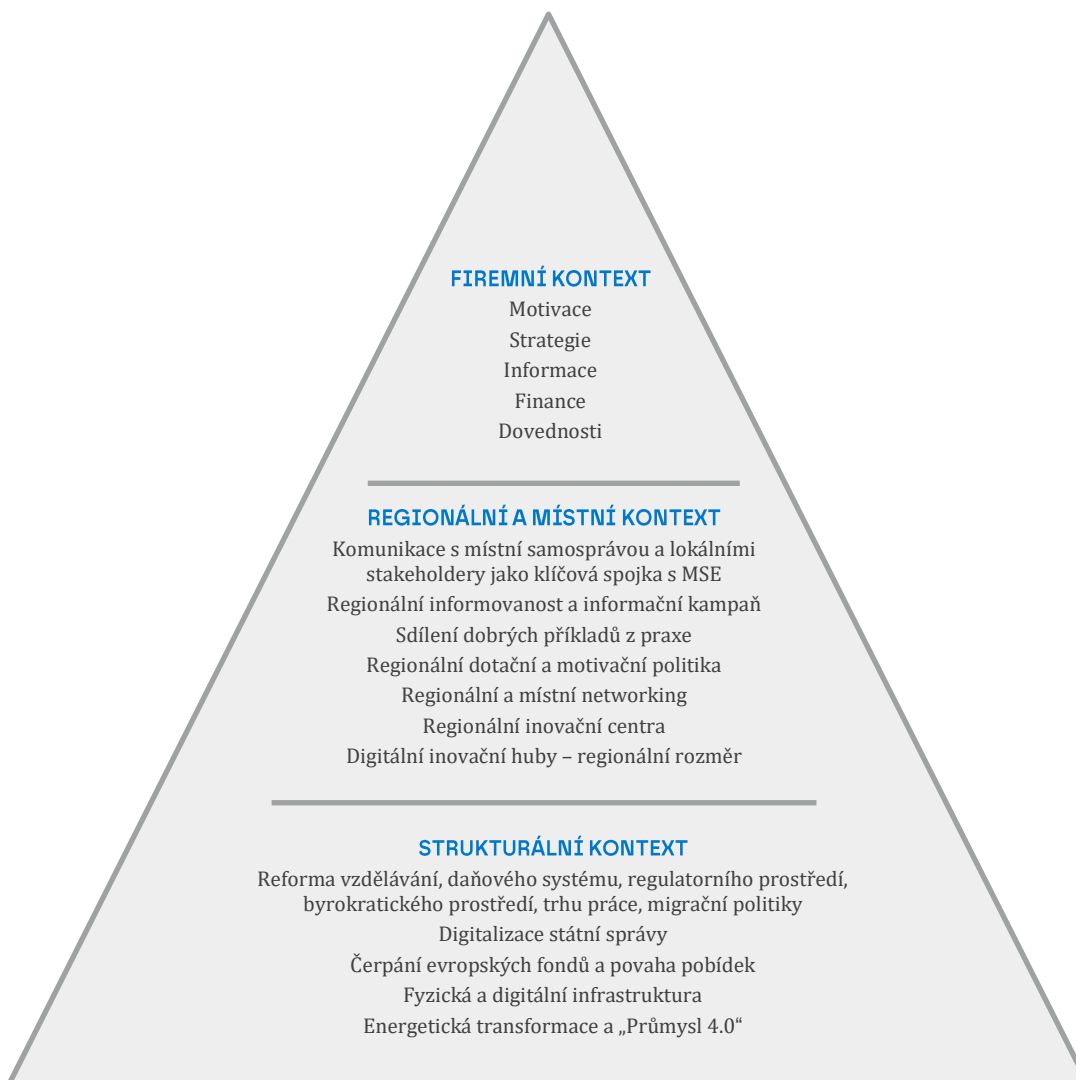 FIREMNÍ KONTEXT
Motivace
Strategie
Informace
Finance
Dovednosti
REGIONÁLNÍ A MÍSTNÍ KONTEXT
Komunikace s místní samosprávou a lokálními
stakeholdery jako klíčová spojka s MSE
Regionální informovanost a informační kampaň
Sdílení dobrých příkladů z praxe
Regionální dotační a motivační politika
Regionální a místní networking
Regionální inovační centra
Digitální inovační huby – regionální rozměr
STRUKTURÁLNÍ KONTEXT
Reforma vzdělávání, daňového systému, regulatorního prostředí,
byrokratického prostředí, trhu práce, migrační politiky
Digitalizace státní správy
Čerpání evropských fondů a povaha pobídek
Fyzická a digitální infrastruktura
Energetická transformace a „Průmysl 4.0“